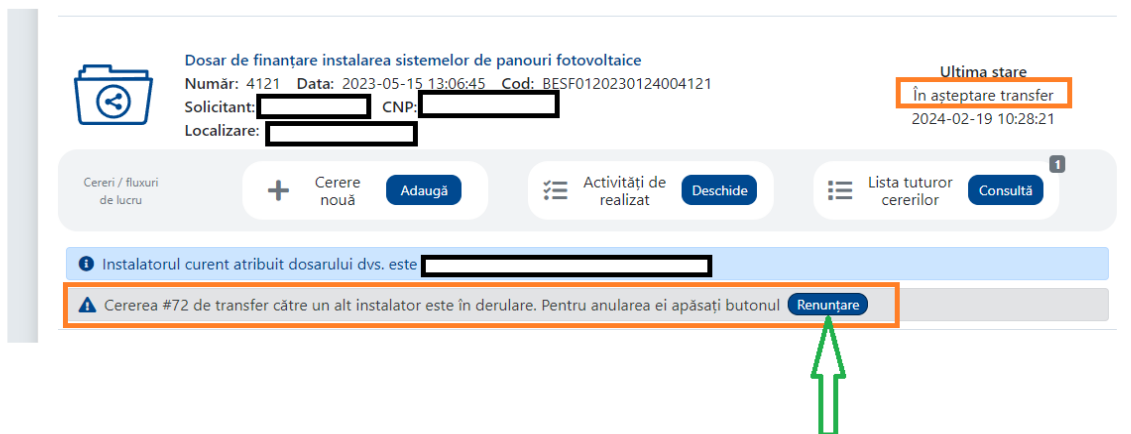 Dosar de finanțare instalarea sistemelor de panouri fotovoltaice
Număr: 4121 Data: 2023-05-15 13:06:45 Cod: BESF0120230124004121
Solicitant: CNP:
Localizare:
Ultima stare
În așteptare transfer
2024-02-19 10:28:21
Cereri / fluxuri
de lucru
Cerere
nouă
Adaugă
Activități de
realizat
Deschide
Lista tuturor
cererilor
Consultă
1
Instalatorul curent atribuit dosarului dvs. este
Cererea #72 de transfer către un alt instalator este în derulare. Pentru anularea ei apăsați butonul Renunțare